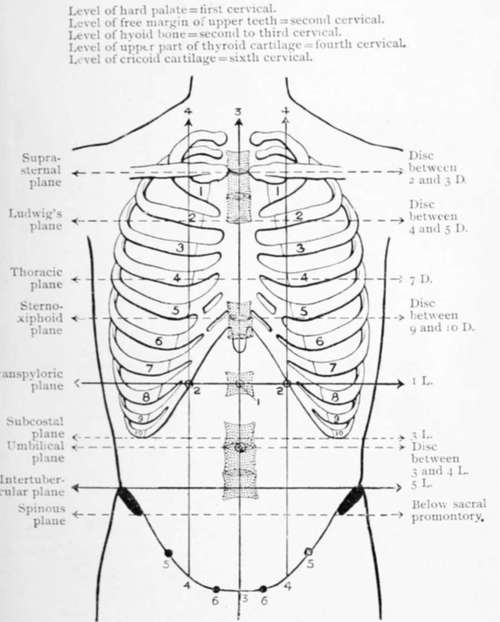 Level of hard palate=first cervical.
Level of free margin of upper teeth=second cervical.
Level of hyoid bone=second to third cervical.
Level of upper part of thyroid cartilage=fourth cervical.
Level of cricoid cartilage=sixth cervical.
4 3 4
Supra-
sternal
plane
Disc
between
2 and 3 D.
1 1
Ludwig's
plane
2 2
Disc
between
4 and 5 D.
3 3
Thoracic
plane
4 4
7 D.
Sterno-
xiphoid
plane
5 5
Disc
between
9 and 10 D.
6 6
7 7
anspyloric
plane
2 2
1 L.
8 8
1
9 9
10 10
Subcostal
plane
3 L.
Umbilical
plane
Disc
between
3 and 4 L.
Intertuber-
cular plane
5 L.
Spinous
plane
Below sacral
promontory.
5 5
4 4
6 3 6